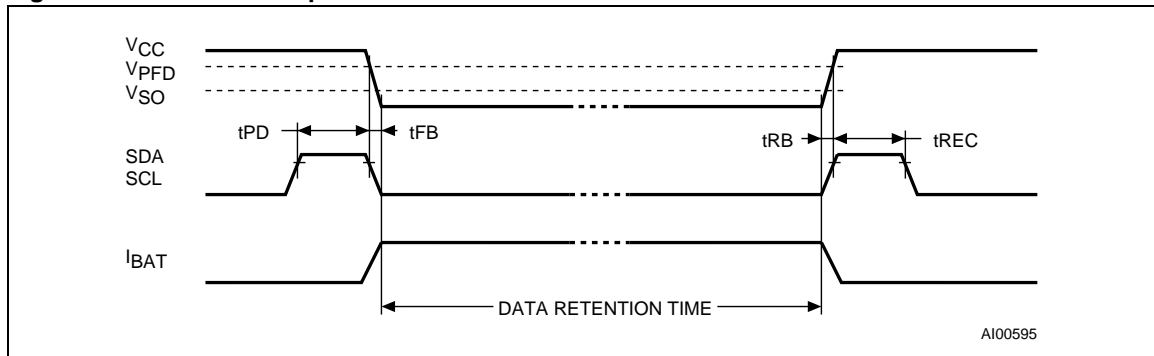 VCC
VPFD
VSO
tPD
tFB
tRB
tREC
SDA
SCL
IBAT
DATA RETENTION TIME
AI00595